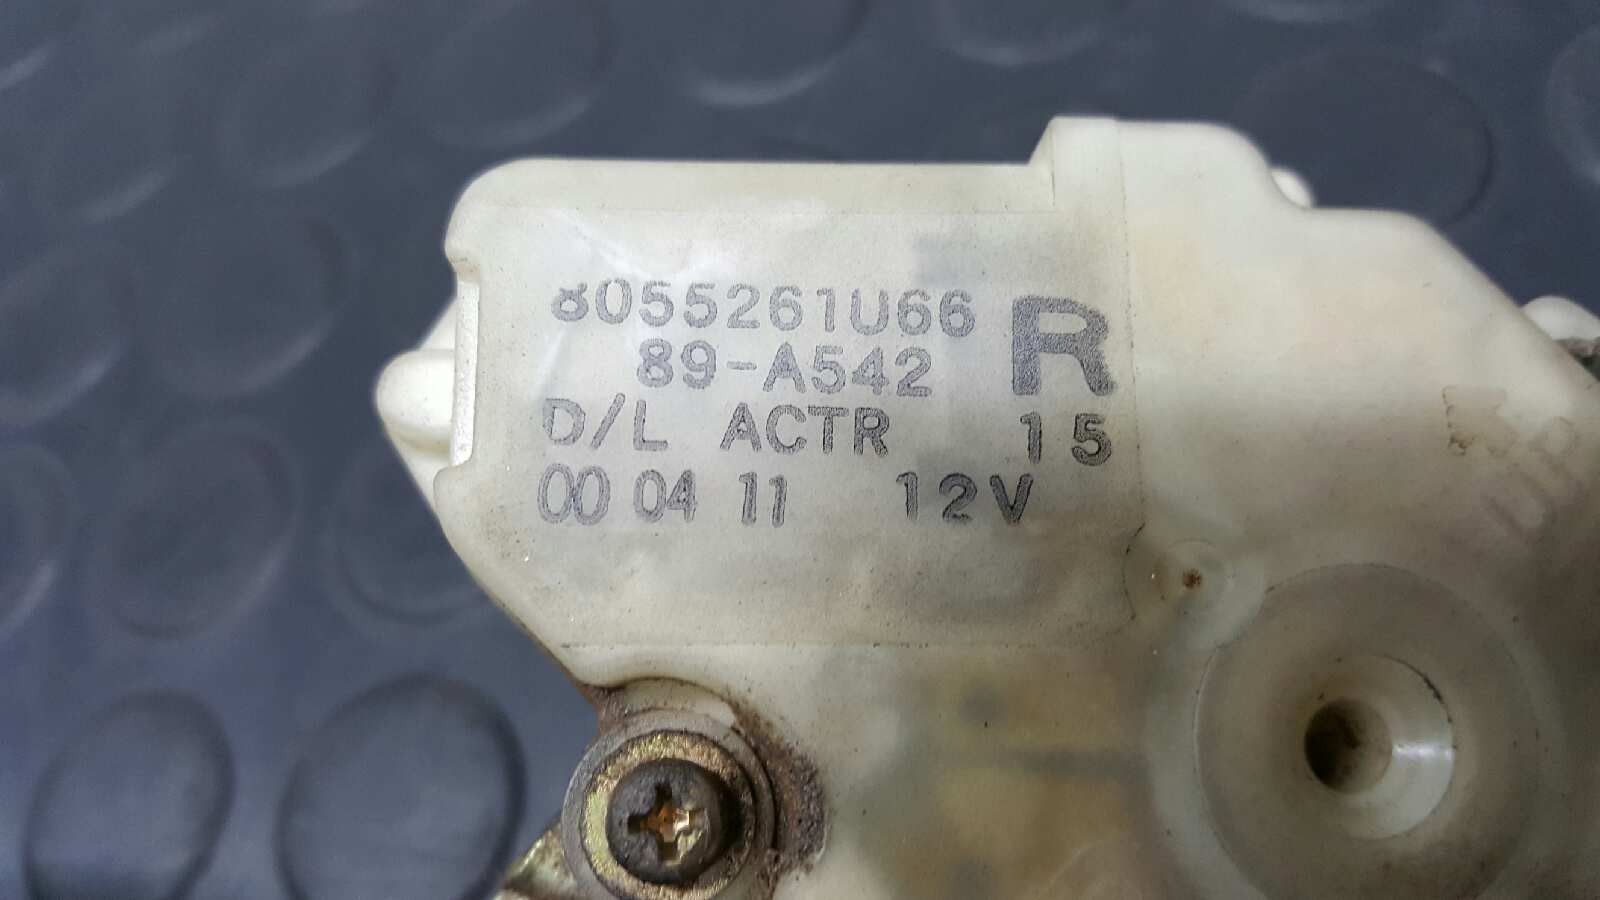 8055261U66 R
89-A542
D/L ACTR 15
00 04 11 12V